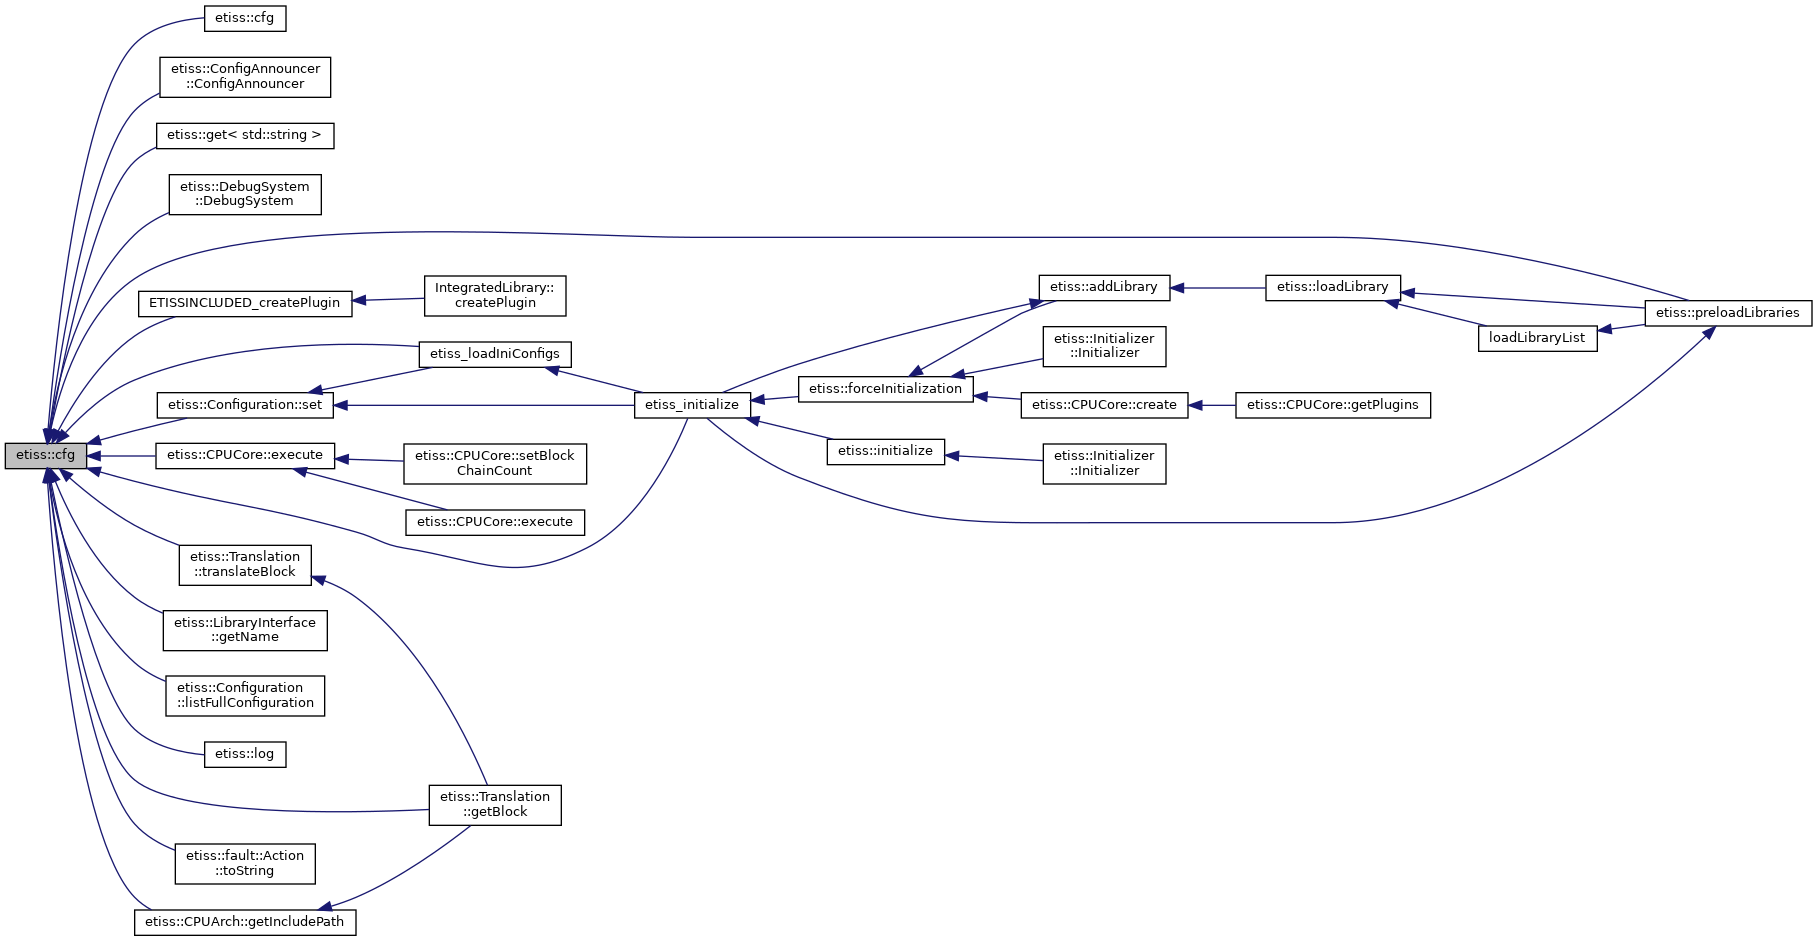 etiss::cfg
etiss::cfg
etiss::ConfigAnnouncer
::ConfigAnnouncer
etiss::get< std::string >
etiss::DebugSystem
::DebugSystem
ETISSINCLUDED_createPlugin
IntegratedLibrary::
createPlugin
etiss_loadIniConfigs
etiss::Configuration::set
etiss_initialize
etiss::addLibrary
etiss::loadLibrary
etiss::preloadLibraries
loadLibraryList
etiss::Initializer
::Initializer
etiss::forceInitialization
etiss::CPUCore::create
etiss::CPUCore::getPlugins
etiss::initialize
etiss::Initializer
::Initializer
etiss::CPUCore::execute
etiss::CPUCore::setBlock
ChainCount
etiss::CPUCore::execute
etiss::Translation
::translateBlock
etiss::LibraryInterface
::getName
etiss::Configuration
::listFullConfiguration
etiss::log
etiss::Translation
::getBlock
etiss::fault::Action
::toString
etiss::CPUArch::getIncludePath